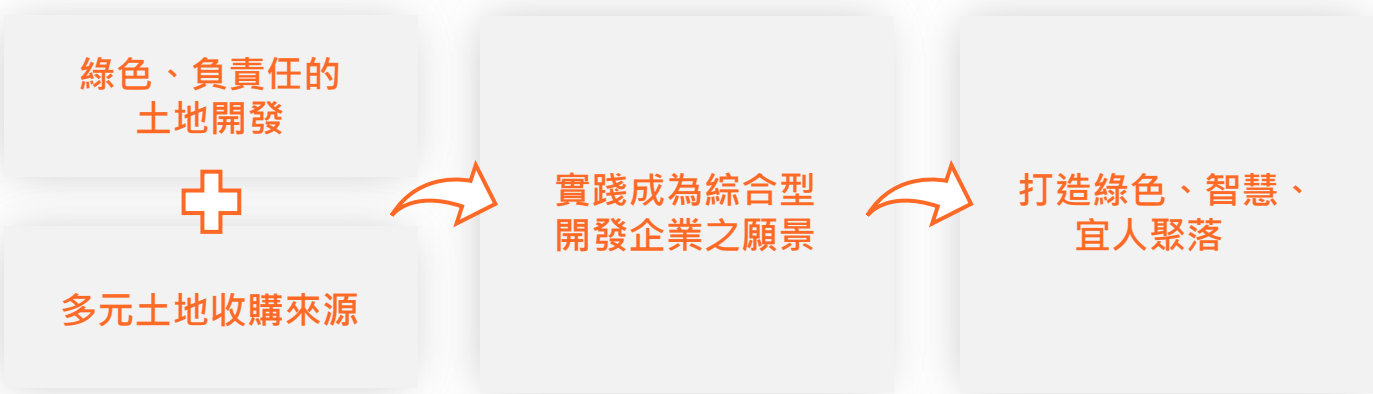 綠色、負責任的
土地開發
多元土地收購來源
實踐成為綜合型
開發企業之願景
打造綠色、智慧、
宜人聚落